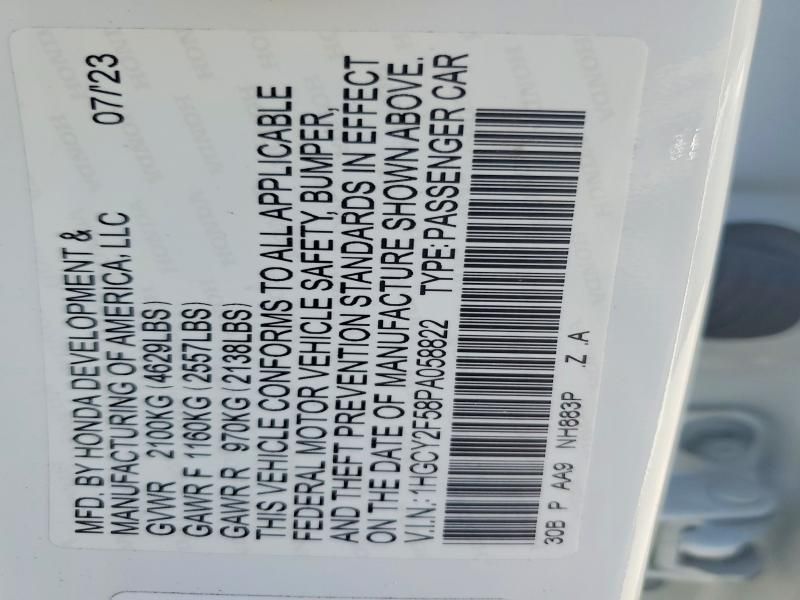 MFD. BY HONDA DEVELOPMENT & 07/'23
MANUFACTURING OF AMERICA, LLC
GVWR 2100KG (4629LBS)
GAWR F 1160KG (2557LBS)
GAWR R 970KG (2138LBS)
THIS VEHICLE CONFORMS TO ALL APPLICABLE
FEDERAL MOTOR VEHICLE SAFETY, BUMPER,
AND THEFT PREVENTION STANDARDS IN EFFECT
ON THE DATE OF MANUFACTURE SHOWN ABOVE.
V.I.N.:1HGCY2F58PA058822 TYPE:PASSENGER CAR
30B P AA9 NH883P .Z .A